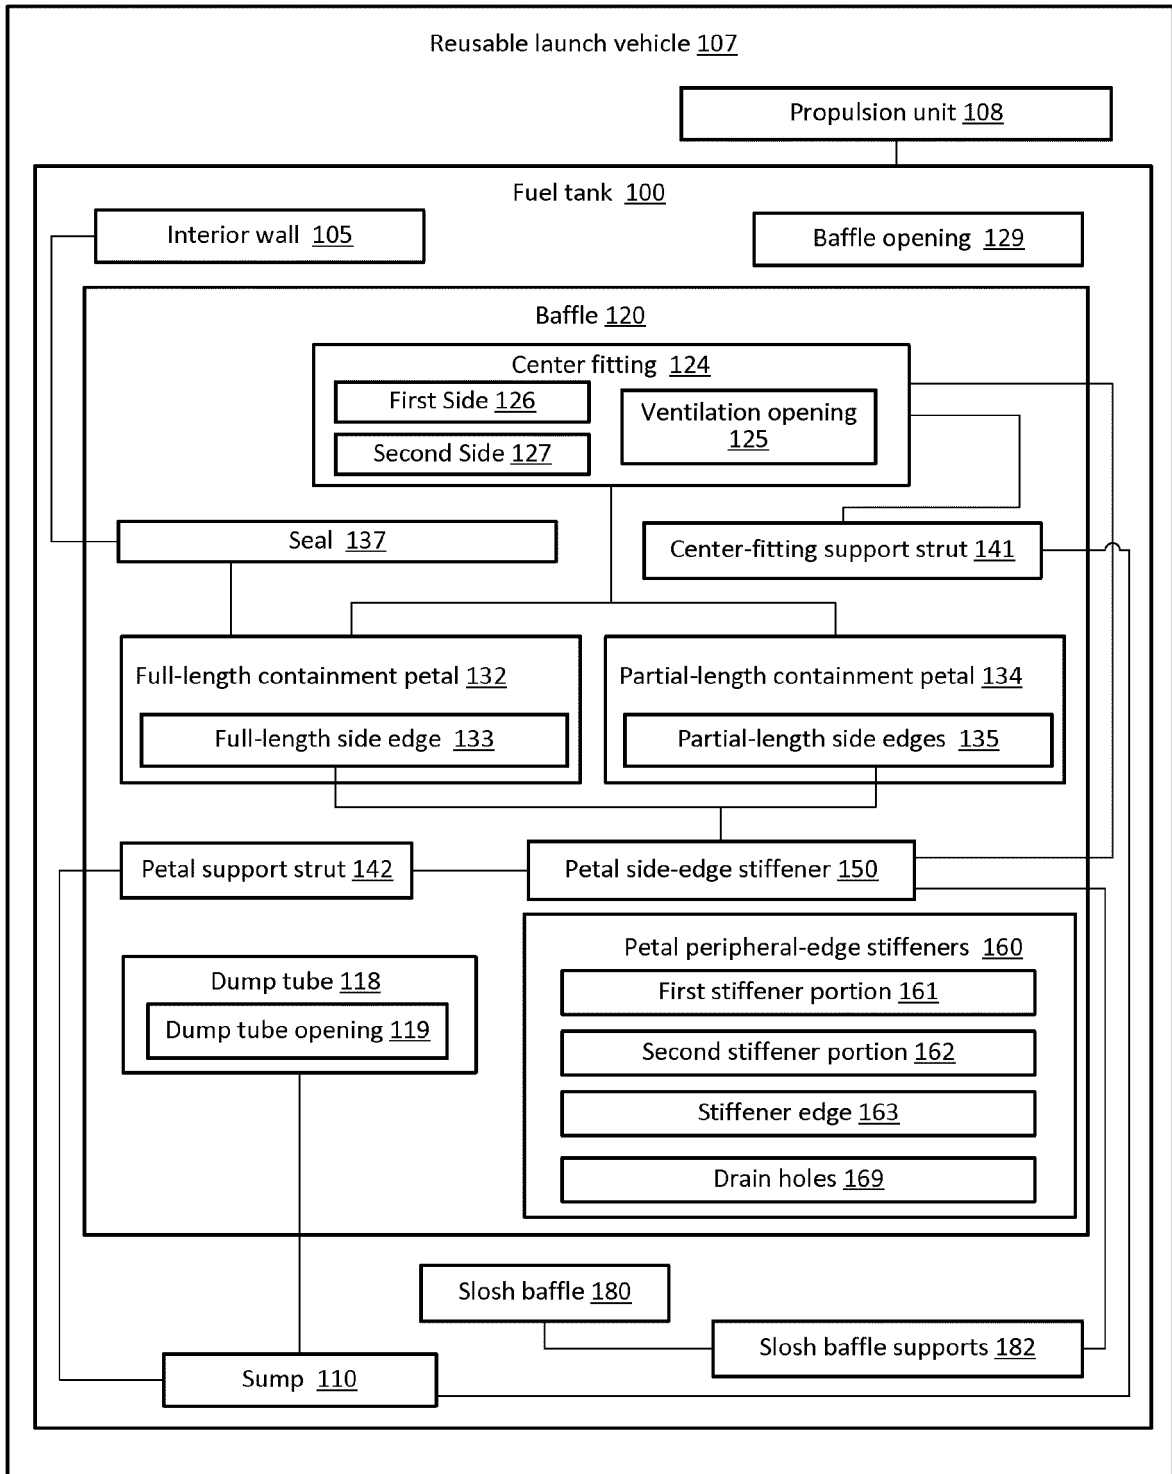 Reusable launch vehicle 107
Propulsion unit 108
Fuel tank 100
Interior wall 105
Baffle opening 129
Baffle 120
Center fitting 124
First Side 126
Ventilation opening
125
Second Side 127
Seal 137
Center-fitting support strut 141
Full-length containment petal 132
Partial-length containment petal 134
Full-length side edge 133
Partial-length side edges 135
Petal support strut 142
Petal side-edge stiffener 150
Petal peripheral-edge stiffeners 160
Dump tube 118
First stiffener portion 161
Dump tube opening 119
Second stiffener portion 162
Stiffener edge 163
Drain holes 169
Slosh baffle 180
Slosh baffle supports 182
Sump 110